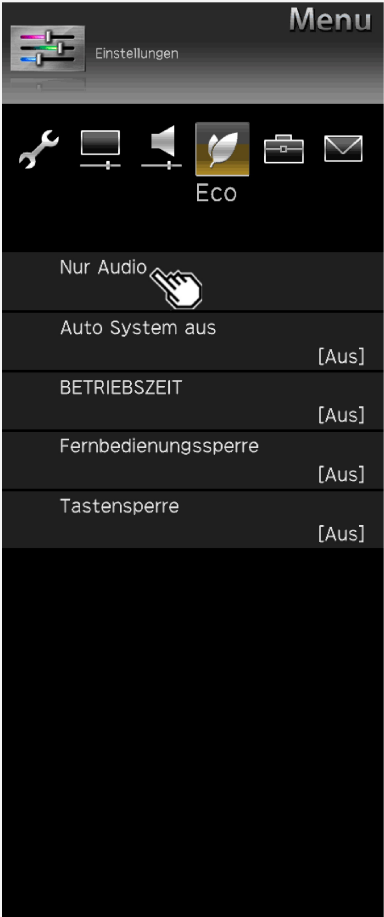 Menu
Einstellungen
Eco
Nur Audio
Auto System aus
[Aus]
BETRIEBSZEIT
[Aus]
Fernbedienungssperre
[Aus]
Tastensperre
[Aus]